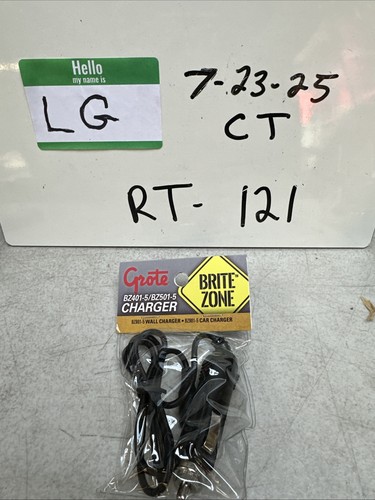 Hello
my name is
LG
7-23-25
CT
RT- 121
Grote
BZ401-5/BZ501-5
CHARGER
BRITE
ZONE
WALL CHARGER • CAR CHARGER